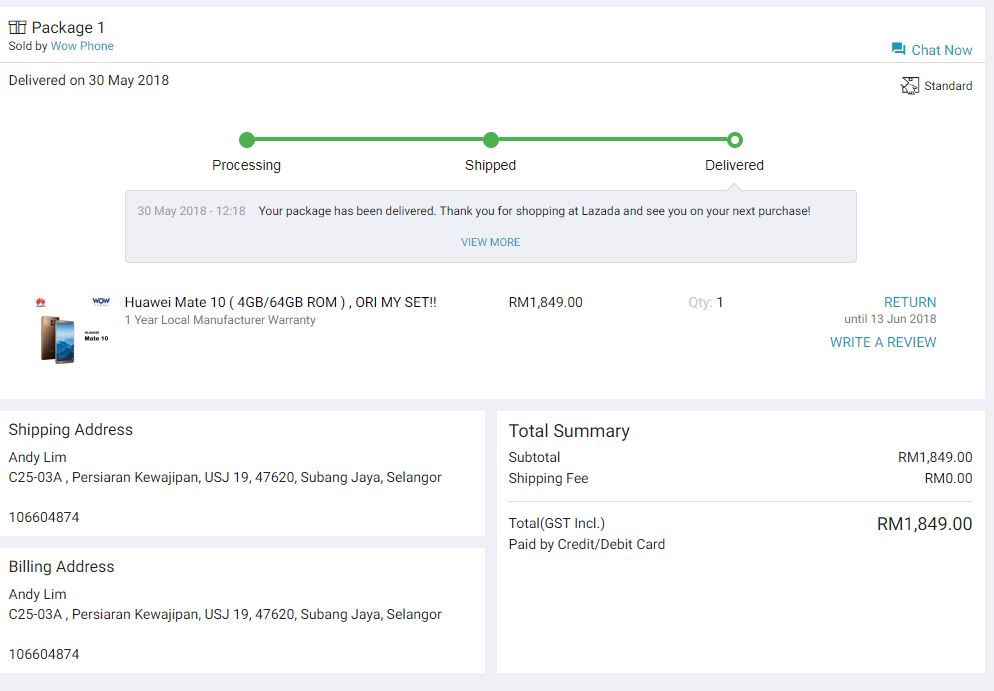 Package 1
Sold by Wow Phone
Chat Now
Delivered on 30 May 2018
Standard
Processing
Shipped
Delivered
30 May 2018 - 12:18 Your package has been delivered. Thank you for shopping at Lazada and see you on your next purchase!
VIEW MORE
WOW
HUAWEI
Mate 10
Huawei Mate 10 ( 4GB/64GB ROM ) , ORI MY SET!!
1 Year Local Manufacturer Warranty
RM1,849.00
Qty: 1
RETURN
until 13 Jun 2018
WRITE A REVIEW
Shipping Address
Andy Lim
C25-03A , Persiaran Kewajipan, USJ 19, 47620, Subang Jaya, Selangor
106604874
Billing Address
Andy Lim
C25-03A , Persiaran Kewajipan, USJ 19, 47620, Subang Jaya, Selangor
106604874
Total Summary
Subtotal RM1,849.00
Shipping Fee RM0.00
Total(GST Incl.) RM1,849.00
Paid by Credit/Debit Card